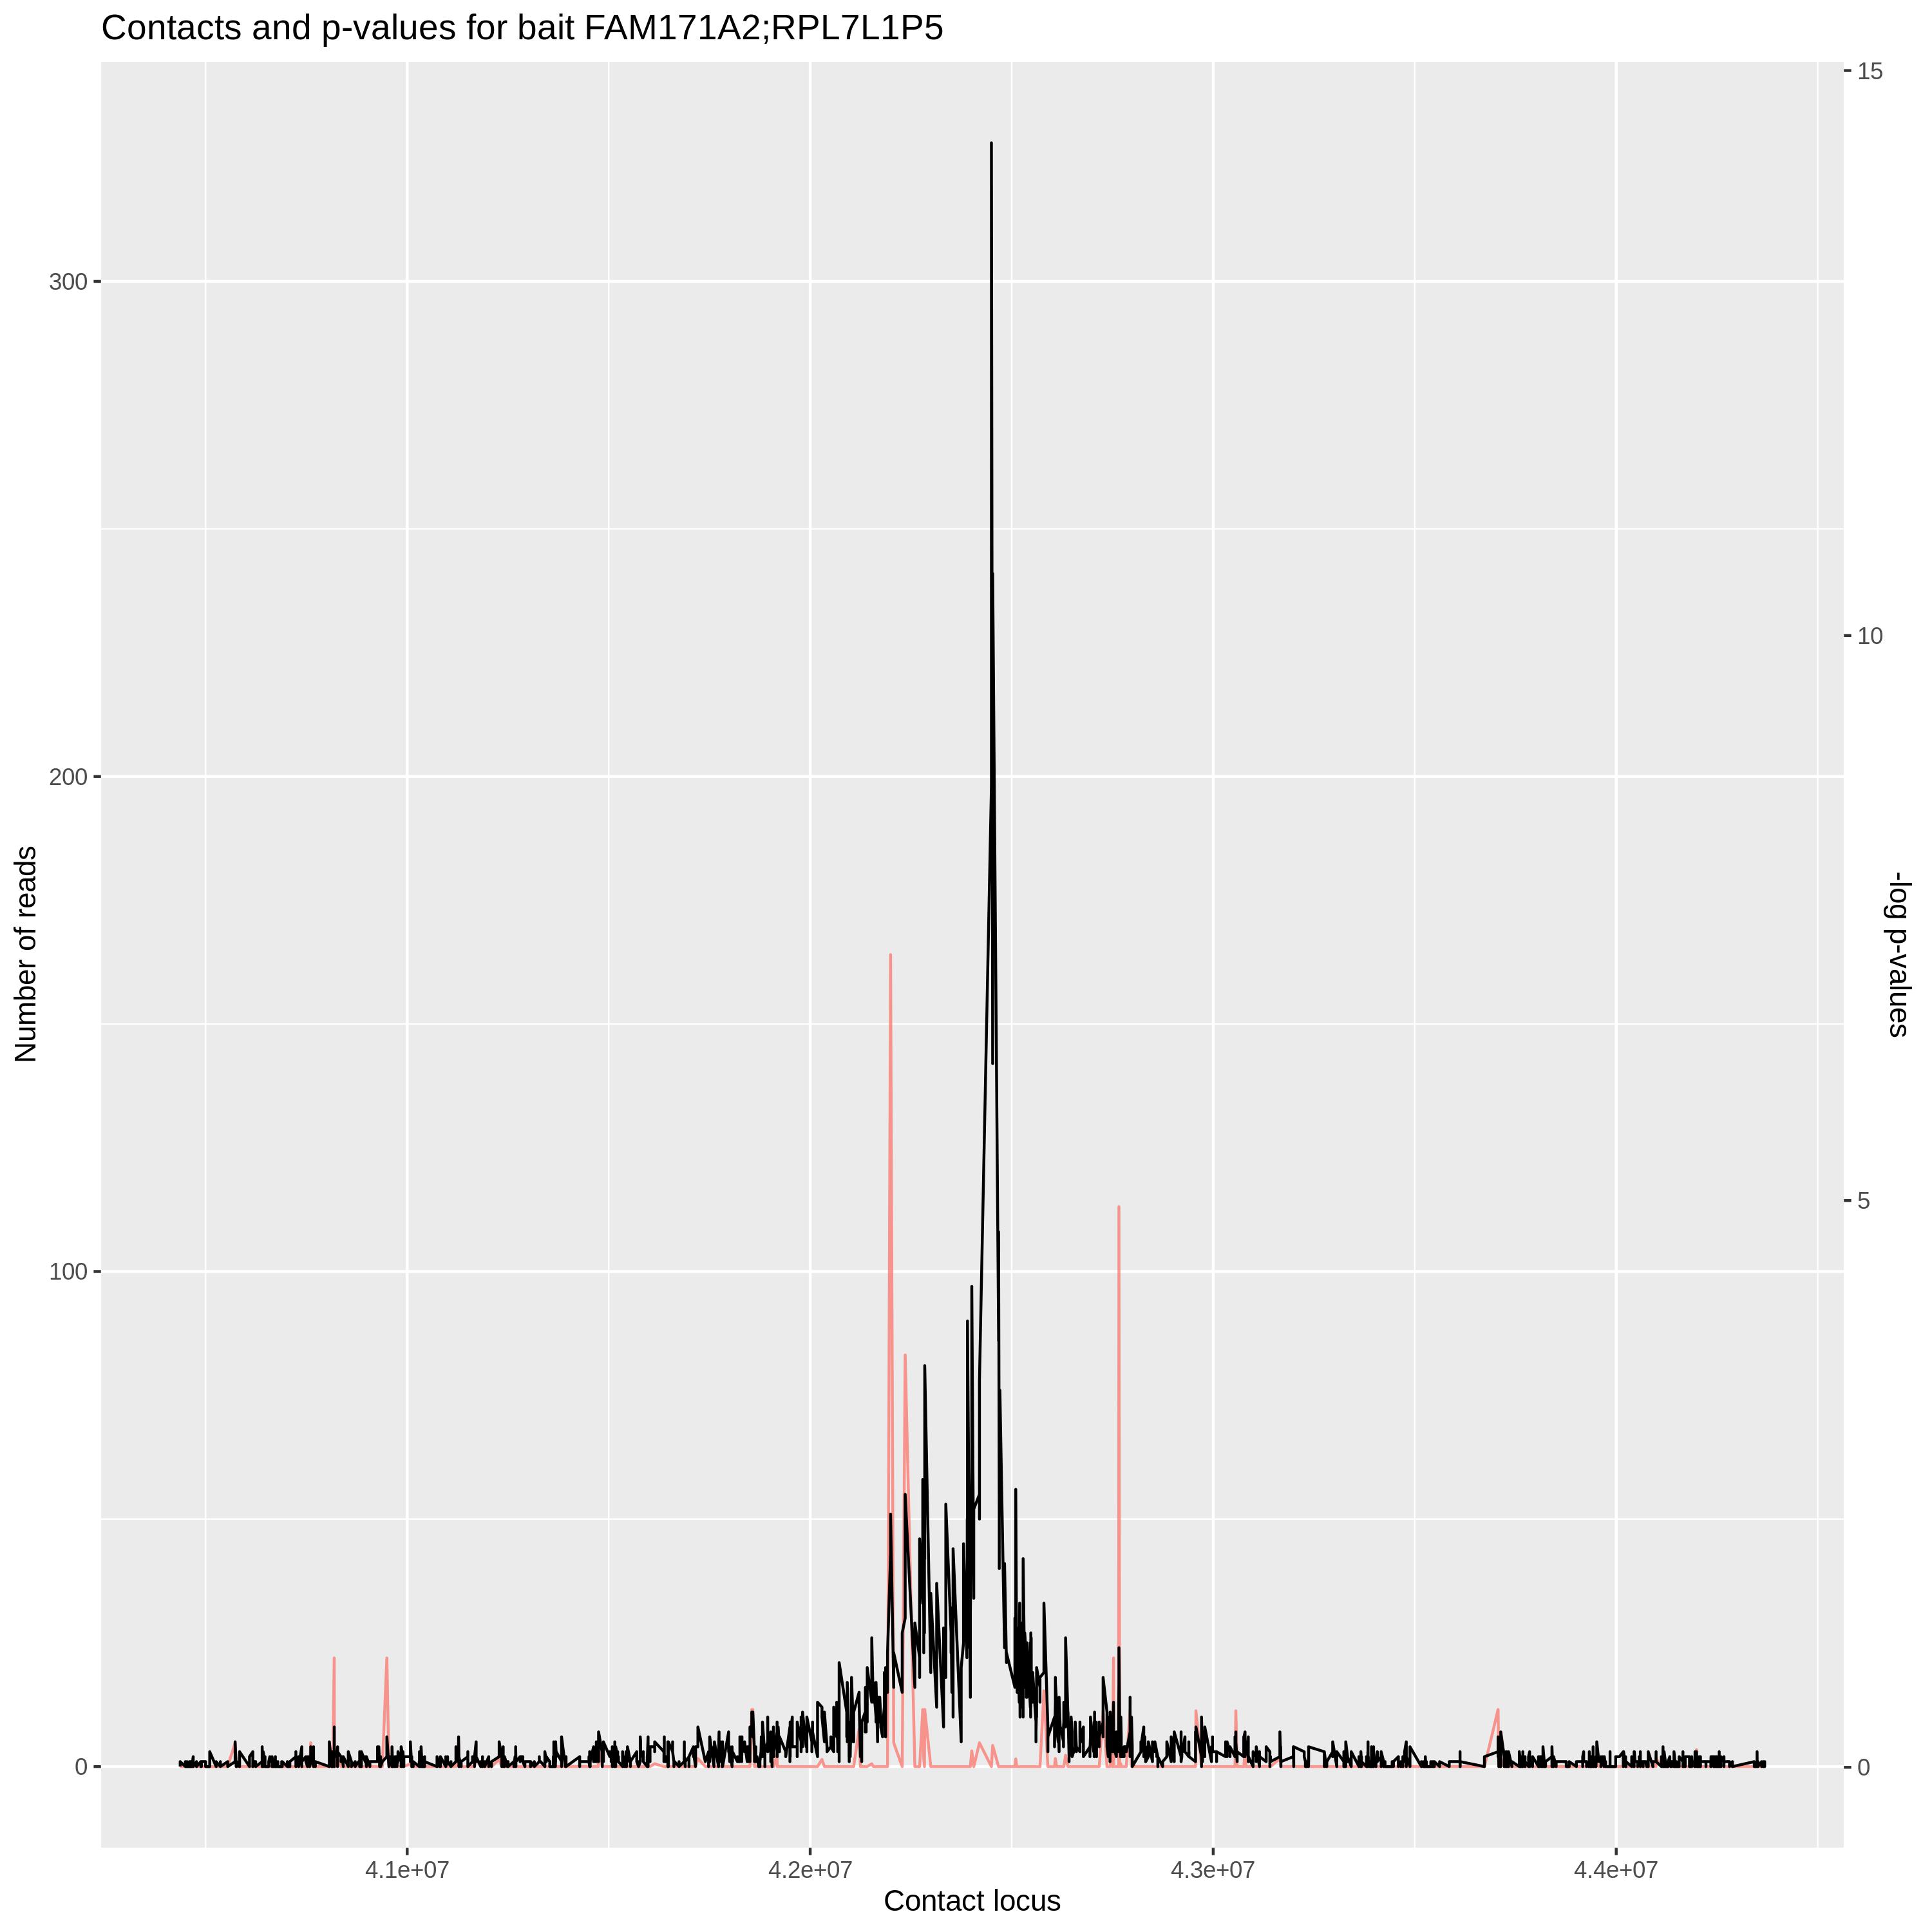 Contacts and p-values for bait FAM171A2;RPL7L1P5
15
300
10
200
Number of reads
-log p-values
5
100
0
0
4.1e+07
4.2e+07
4.3e+07
4.4e+07
Contact locus